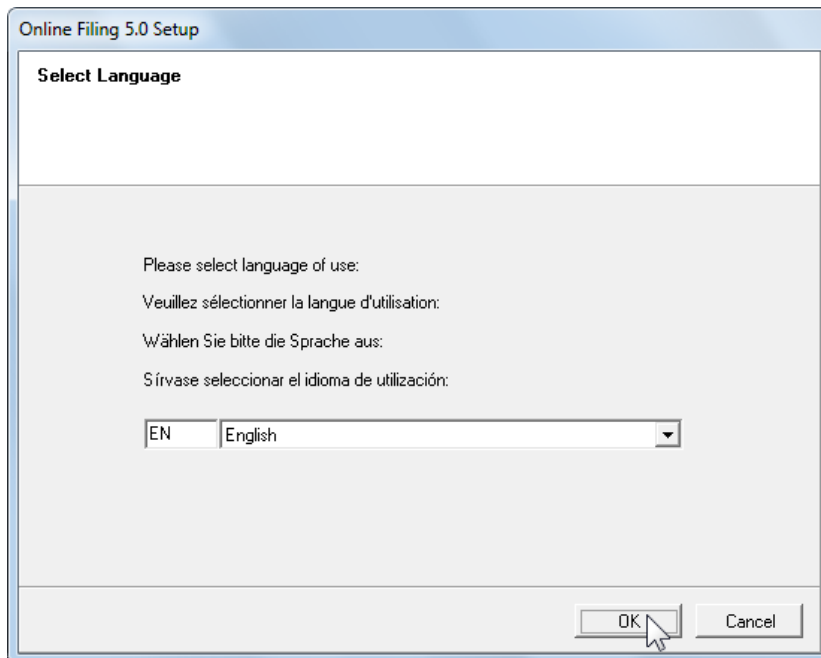 Online Filing 5.0 Setup
Select Language
Please select language of use:
Veuillez sélectionner la langue d'utilisation:
Wählen Sie bitte die Sprache aus:
Sírvase seleccionar el idioma de utilización:
EN English
OK Cancel